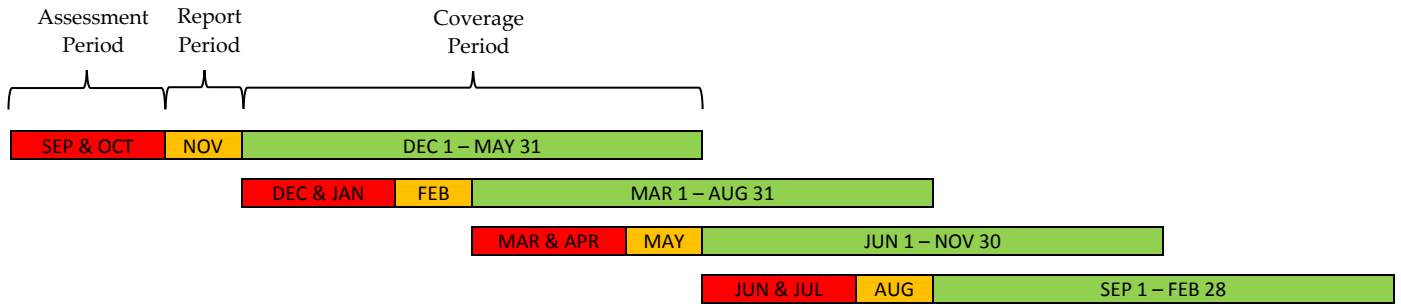 Assessment
Period
Report
Period
Coverage
Period
SEP & OCT NOV DEC 1 – MAY 31
DEC & JAN FEB MAR 1 – AUG 31
MAR & APR MAY JUN 1 – NOV 30
JUN & JUL AUG SEP 1 – FEB 28